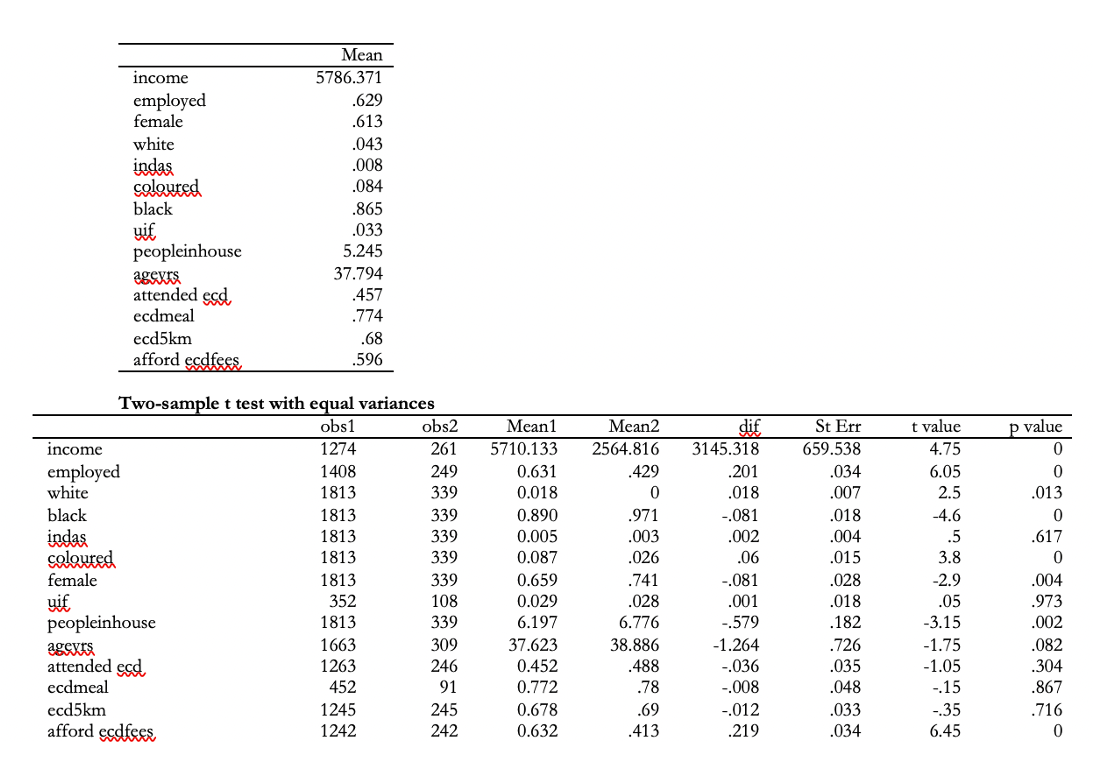 Mean
income 5786.371
employed .629
female .613
white .043
indas .008
coloured .084
black .865
uif .033
peopleinhouse 5.245
ageyrs 37.794
attended ecd .457
ecdmeal .774
ecd5km .68
afford ecdfees .596
Two-sample t test with equal variances
obs1 obs2 Mean1 Mean2 dif St Err t value p value
income 1274 261 5710.133 2564.816 3145.318 659.538 4.75 0
employed 1408 249 0.631 .429 .201 .034 6.05 0
white 1813 339 0.018 0 .018 .007 2.5 .013
black 1813 339 0.890 .971 -.081 .018 -4.6 0
indas 1813 339 0.005 .003 .002 .004 .5 .617
coloured 1813 339 0.087 .026 .06 .015 3.8 0
female 1813 339 0.659 .741 -.081 .028 -2.9 .004
uif 352 108 0.029 .028 .001 .018 .05 .973
peopleinhouse 1813 339 6.197 6.776 -.579 .182 -3.15 .002
ageyrs 1663 309 37.623 38.886 -1.264 .726 -1.75 .082
attended ecd 1263 246 0.452 .488 -.036 .035 -1.05 .304
ecdmeal 452 91 0.772 .78 -.008 .048 -.15 .867
ecd5km 1245 245 0.678 .69 -.012 .033 -.35 .716
afford ecdfees 1242 242 0.632 .413 .219 .034 6.45 0